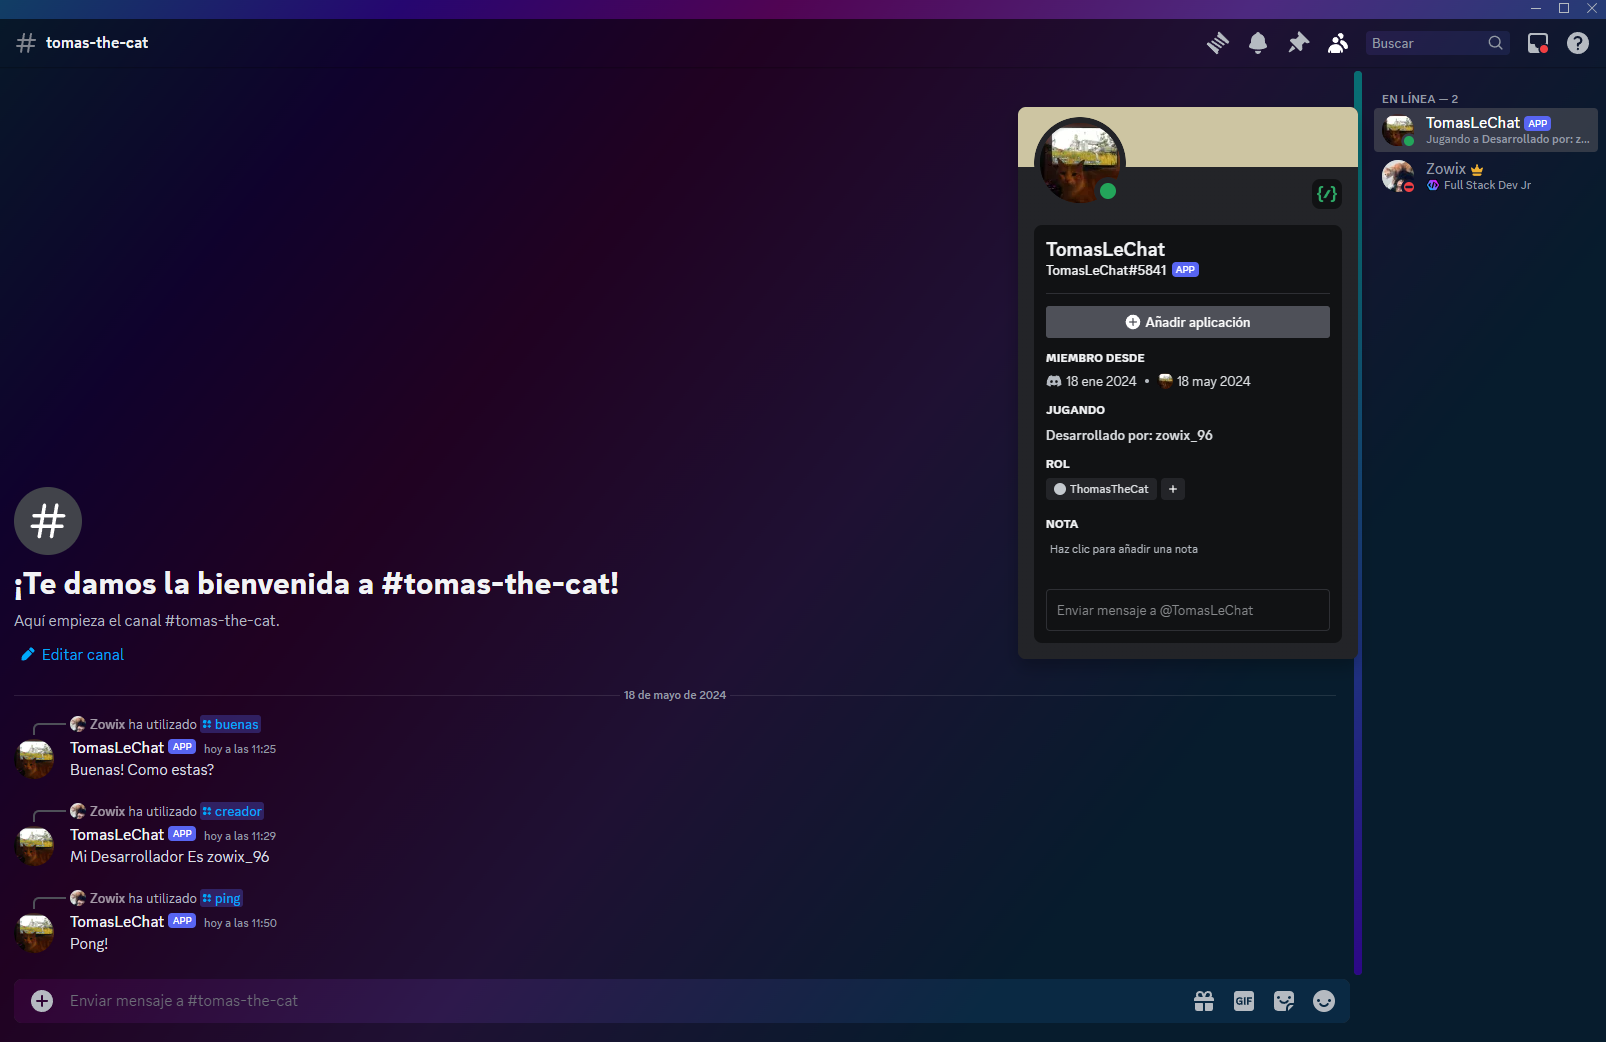 tomas-the-cat
Buscar
EN LÍNEA — 2
TomasLeChat APP
Jugando a Desarrollado por: z...
Zowix
Full Stack Dev Jr
TomasLeChat
TomasLeChat#5841 APP
Añadir aplicación
MIEMBRO DESDE
18 ene 2024 • 18 may 2024
JUGANDO
Desarrollado por: zowix_96
ROL
ThomasTheCat +
NOTA
Haz clic para añadir una nota
Enviar mensaje a @TomasLeChat
¡Te damos la bienvenida a #tomas-the-cat!
Aquí empieza el canal #tomas-the-cat.
Editar canal
18 de mayo de 2024
Zowix ha utilizado buenas
TomasLeChat APP hoy a las 11:25
Buenas! Como estas?
Zowix ha utilizado creador
TomasLeChat APP hoy a las 11:29
Mi Desarrollador Es zowix_96
Zowix ha utilizado ping
TomasLeChat APP hoy a las 11:50
Pong!
Enviar mensaje a #tomas-the-cat
GIF